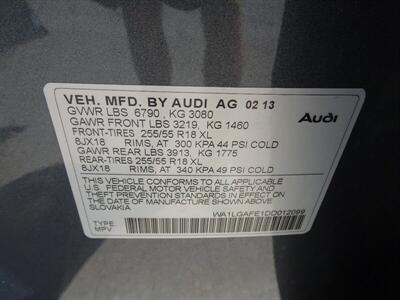 VEH. MFD. BY AUDI AG 02 13
GVWR LBS 6790 , KG 3080
GAWR FRONT LBS 3219, KG 1460
FRONT-TIRES 255/55 R18 XL
8JX18 RIMS, AT 300 KPA 44 PSI COLD
GAWR REAR LBS 3913, KG 1775
REAR-TIRES 255/55 R18 XL
8JX18 RIMS, AT 340 KPA 49 PSI COLD
Audi
THIS VEHICLE CONFORMS TO ALL APPLICABLE
U.S. FEDERAL MOTOR VEHICLE SAFETY AND
THEFT PREVENTION STANDARDS IN EFFECT ON
THE DATE OF MANUFACTURE SHOWN ABOVE
SLOVAKIA
TYPE: WA1LGAFE1DD012099
MPV